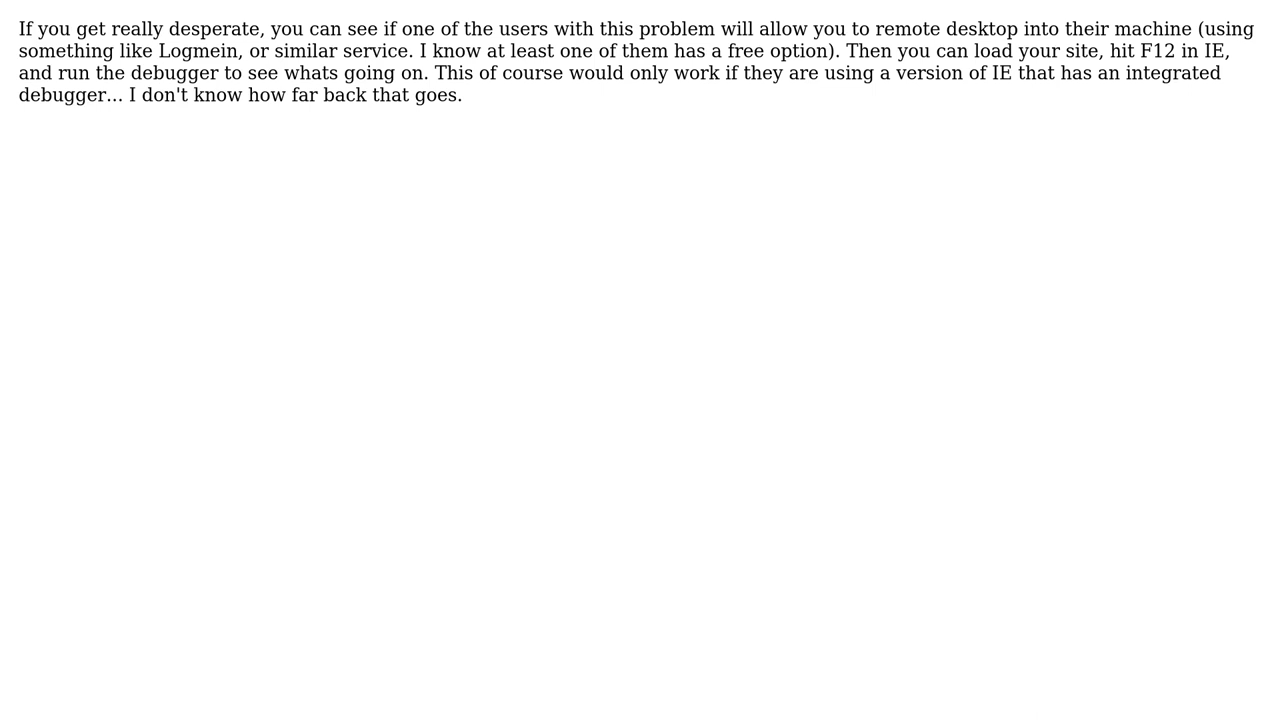 If you get really desperate, you can see if one of the users with this problem will allow you to remote desktop into their machine (using
something like Logmein, or similar service. I know at least one of them has a free option). Then you can load your site, hit F12 in IE,
and run the debugger to see whats going on. This of course would only work if they are using a version of IE that has an integrated
debugger... I don't know how far back that goes.